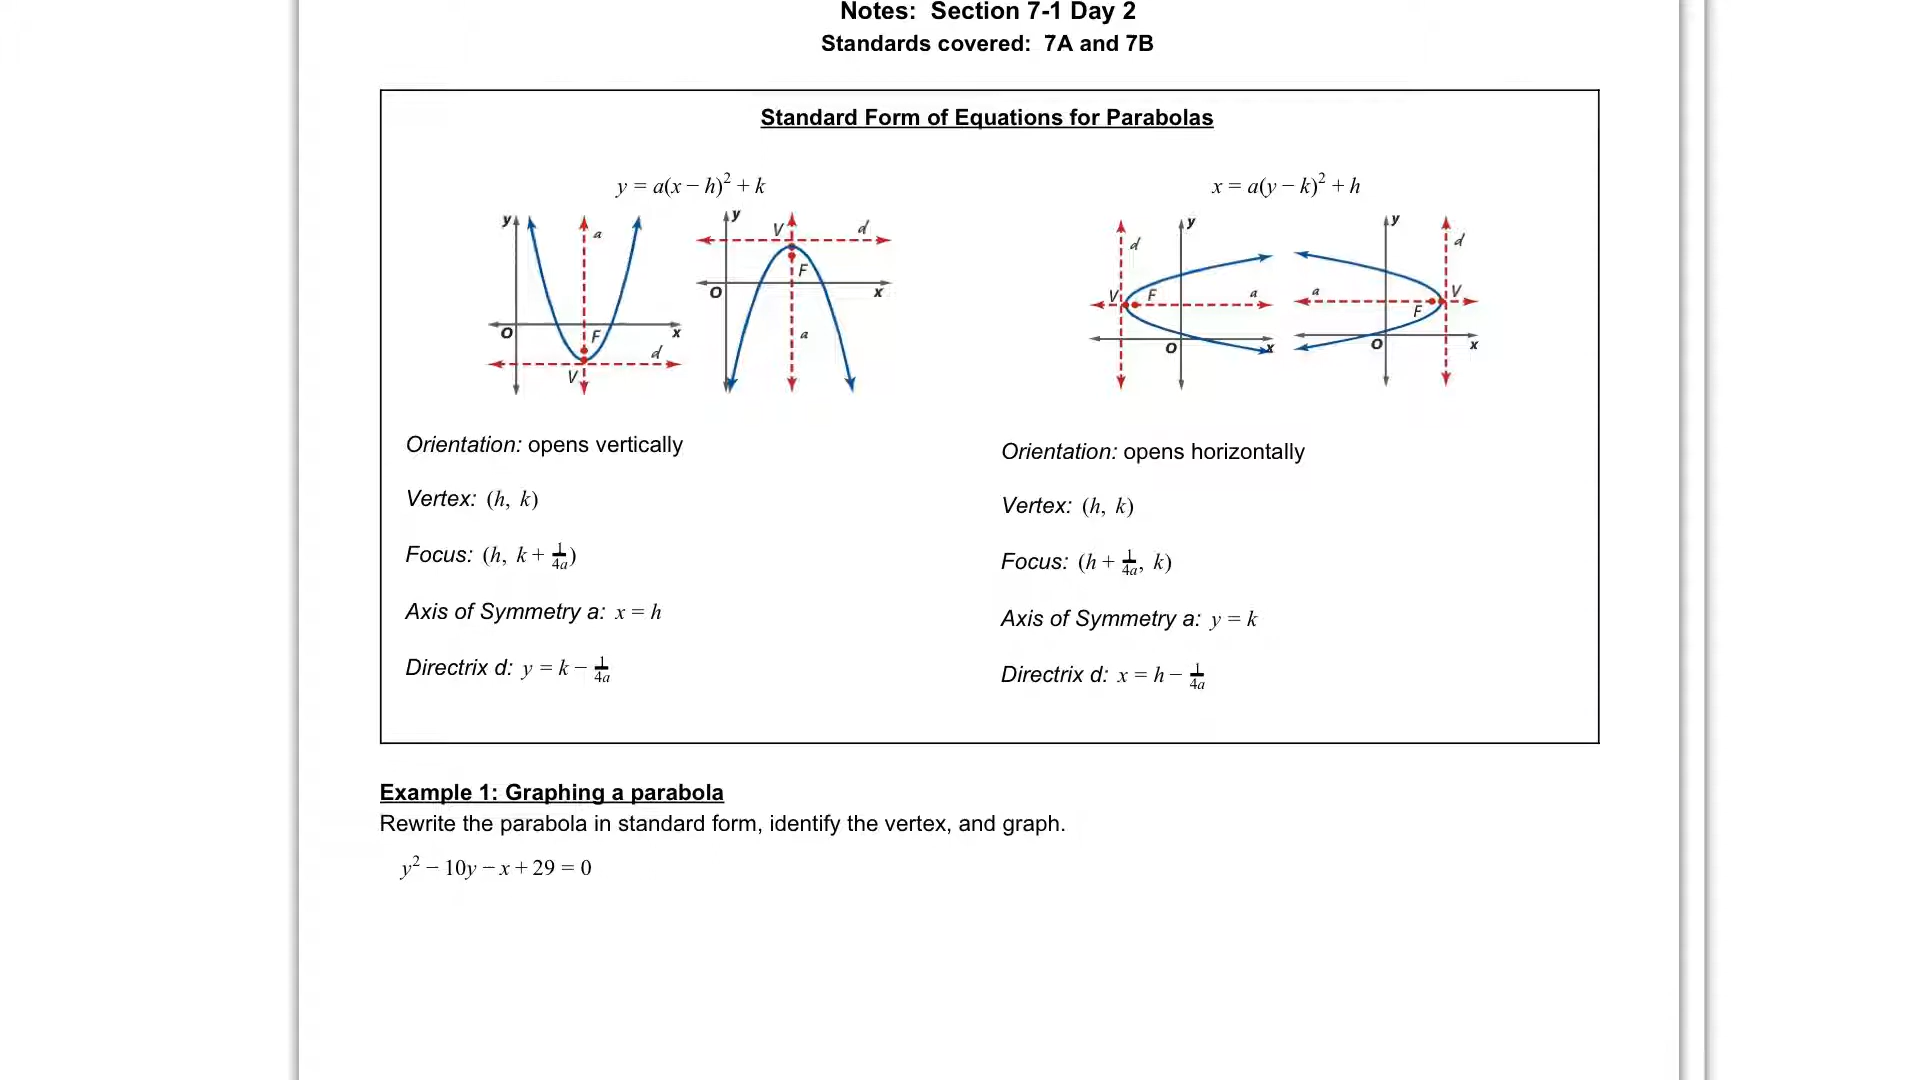 Notes: Section 7-1 Day 2
Standards covered: 7A and 7B
Standard Form of Equations for Parabolas
y = a(x − h)² + k
x = a(y − k)² + h
y a O F x d V
y V d F O x a
y d V F a O x
y d a V F O x
Orientation: opens vertically
Vertex: (h, k)
Focus: (h, k + 1/4a)
Axis of Symmetry a: x = h
Directrix d: y = k − 1/4a
Orientation: opens horizontally
Vertex: (h, k)
Focus: (h + 1/4a, k)
Axis of Symmetry a: y = k
Directrix d: x = h − 1/4a
Example 1: Graphing a parabola
Rewrite the parabola in standard form, identify the vertex, and graph.
y² − 10y − x + 29 = 0